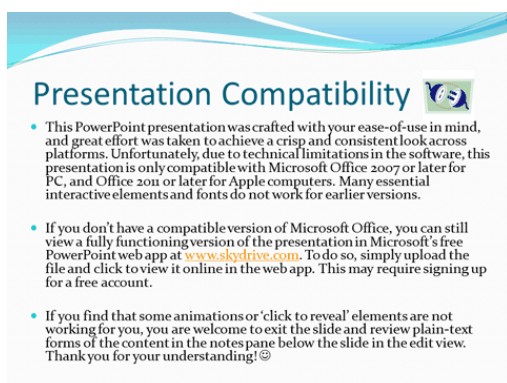 Presentation Compatibility
This PowerPoint presentation was crafted with your ease-of-use in mind,
and great effort was taken to achieve a crisp and consistent look across
platforms. Unfortunately, due to technical limitations in the software, this
presentation is only compatible with Microsoft Office 2007 or later for
PC, and Office 2011 or later for Apple computers. Many essential
interactive elements and fonts do not work for earlier versions.
If you don’t have a compatible version of Microsoft Office, you can still
view a fully functioning version of the presentation in Microsoft’s free
PowerPoint web app at www.skydrive.com. To do so, simply upload the
file and click to view it online in the web app. This may require signing up
for a free account.
If you find that some animations or ‘click to reveal’ elements are not
working for you, you are welcome to exit the slide and review plain-text
forms of the content in the notes pane below the slide in the edit view.
Thank you for your understanding! ☺